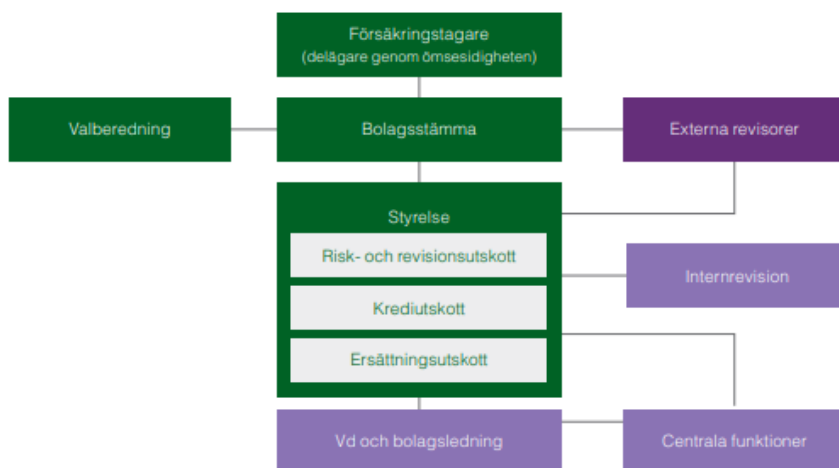 Försäkringstagare
(delägare genom ömsesidigheten)
Valberedning
Bolagsstämma
Externa revisorer
Styrelse
Risk- och revisionsutskott
Internrevision
Krediutskott
Ersättningsutskott
Vd och bolagsledning
Centrala funktioner